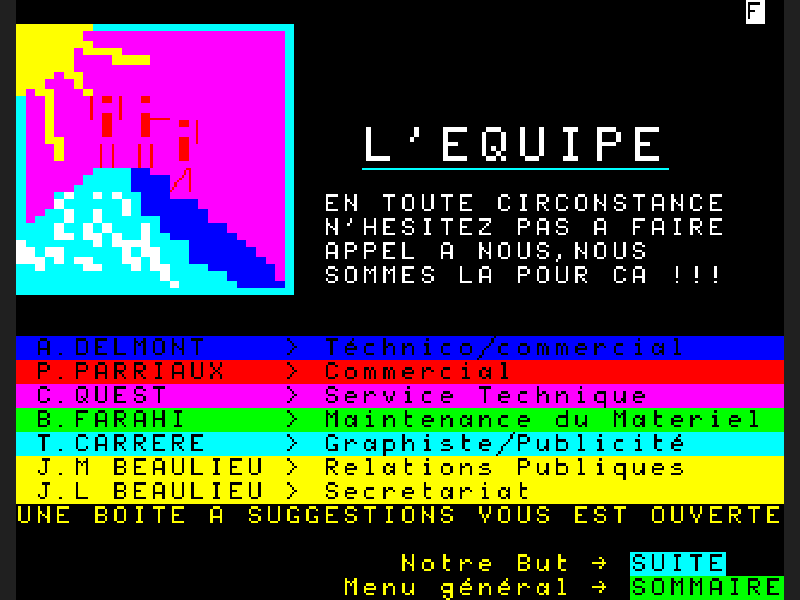 F
L'EQUIPE
EN TOUTE CIRCONSTANCE
N'HESITEZ PAS A FAIRE
APPEL A NOUS,NOUS
SOMMES LA POUR CA !!!
A.DELMONT > Téchnico/commercial
P.PARRIAUX > Commercial
C.QUEST > Service Technique
B.FARAHI > Maintenance du Materiel
T.CARRERE > Graphiste/Publicité
J.M BEAULIEU > Relations Publiques
J.L BEAULIEU > Secretariat
UNE BOITE A SUGGESTIONS VOUS EST OUVERTE
Notre But → SUITE
Menu général → SOMMAIRE